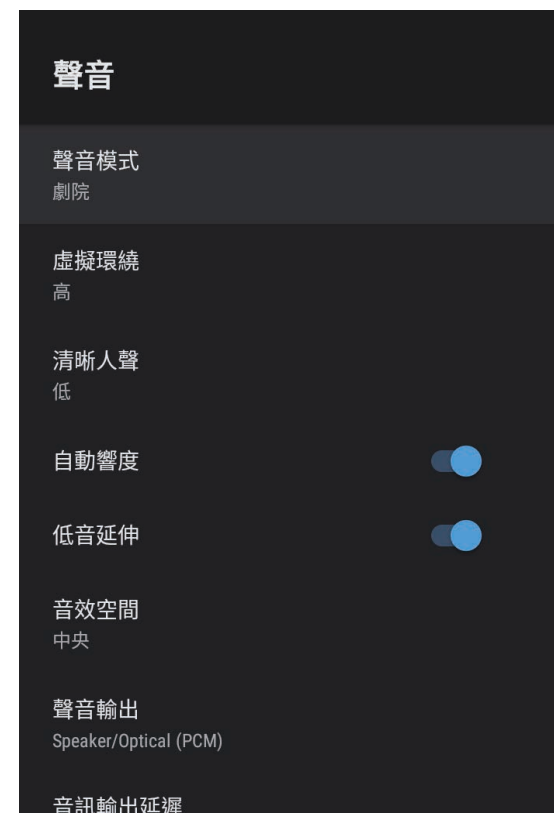 聲音
聲音模式
劇院
虛擬環繞
高
清晰人聲
低
自動響度
低音延伸
音效空間
中央
聲音輸出
Speaker/Optical (PCM)
音訊輸出延遲